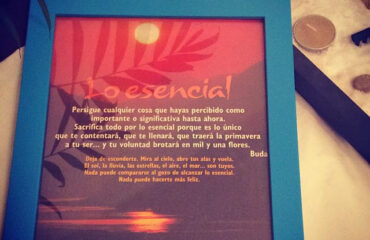 Lo esencial
Persigue cualquier cosa que hayas percibido como
importante o significativa hasta ahora.
Sacrifica todo por lo esencial porque es lo único
que te contentará, que te llenará, que traerá la primavera
a tu ser... y tu voluntad brotará en mil y una flores.
Buda
Deja de esconderte. Mira al cielo, abre tus alas y vuela.
El sol, la lluvia, las estrellas, el aire, el mar... son tuyos.
Nada puede compararse al gozo de alcanzar lo esencial.
Nada puede hacerte más feliz.